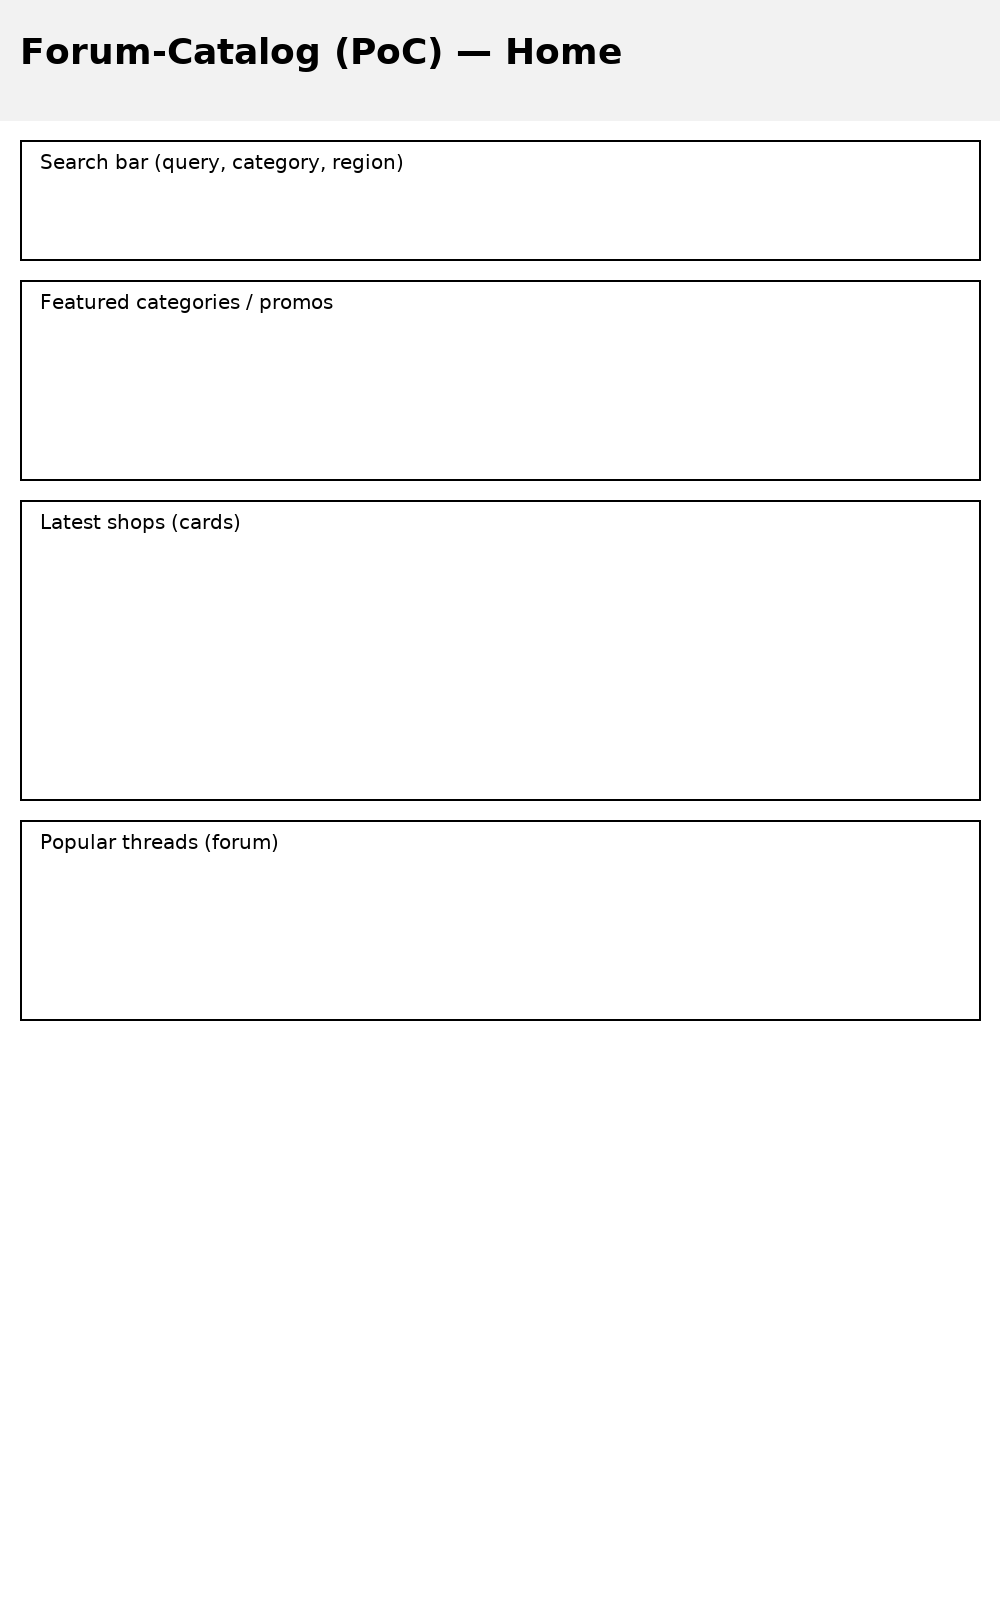 Forum-Catalog (PoC) — Home
Search bar (query, category, region)
Featured categories / promos
Latest shops (cards)
Popular threads (forum)